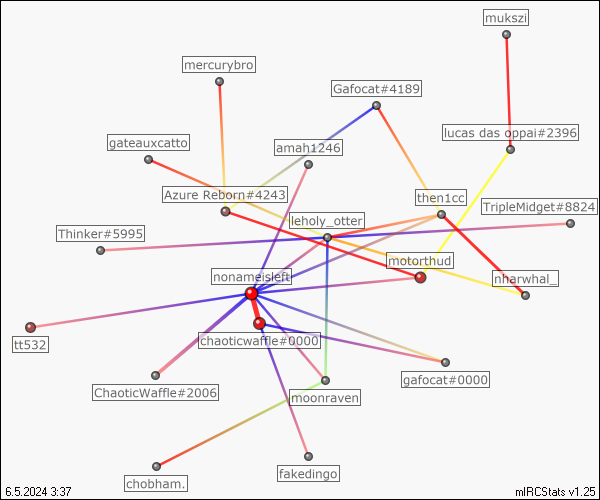 mukszi
mercurybro
Gafocat#4189
lucas das oppai#2396
gateauxcatto
amah1246
Azure Reborn#4243
then1cc
TripleMidget#8824
leholy_otter
Thinker#5995
motorthud
nonameisleft
nharwhal_
chaoticwaffle#0000
tt532
gafocat#0000
ChaoticWaffle#2006
moonraven
fakedingo
chobham.
6.5.2024 3:37
mIRCStats v1.25